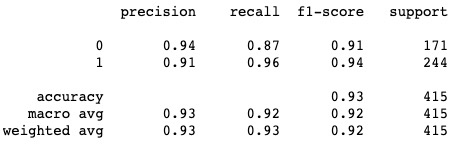 precision recall f1-score support
0 0.94 0.87 0.91 171
1 0.91 0.96 0.94 244
accuracy 0.93 415
macro avg 0.93 0.92 0.92 415
weighted avg 0.93 0.93 0.92 415